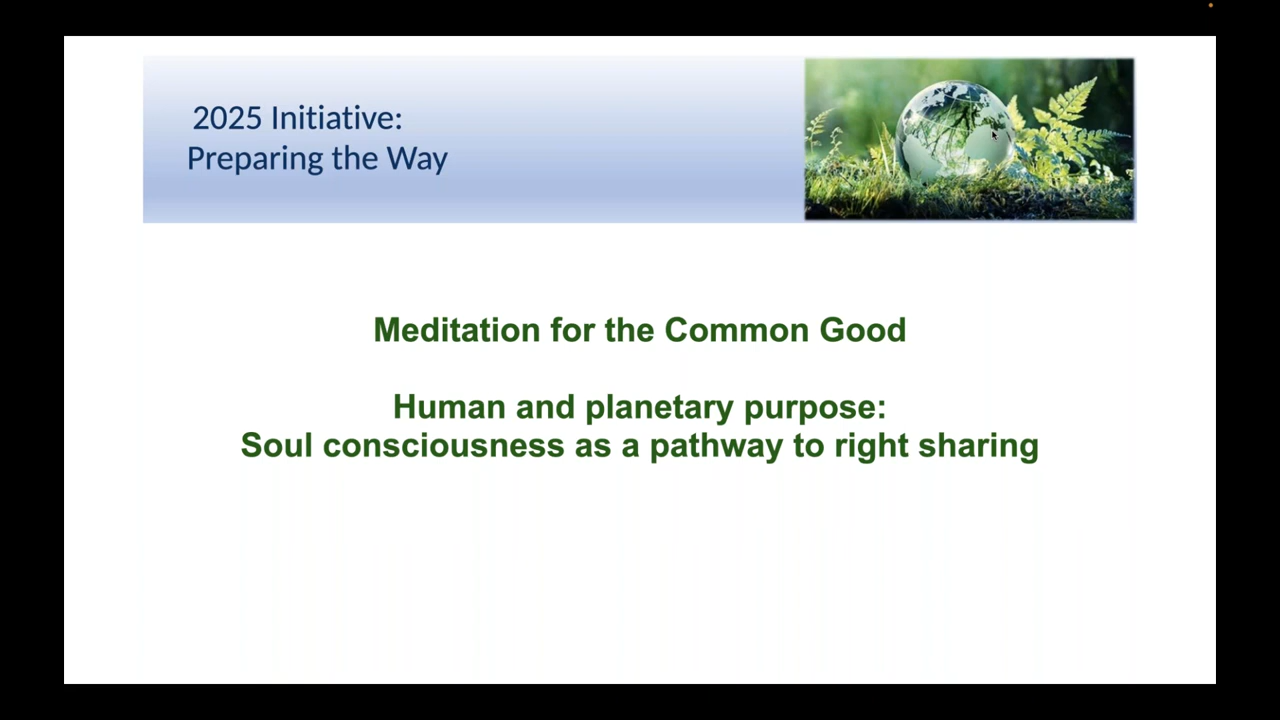 2025 Initiative:
Preparing the Way
Meditation for the Common Good
Human and planetary purpose:
Soul consciousness as a pathway to right sharing